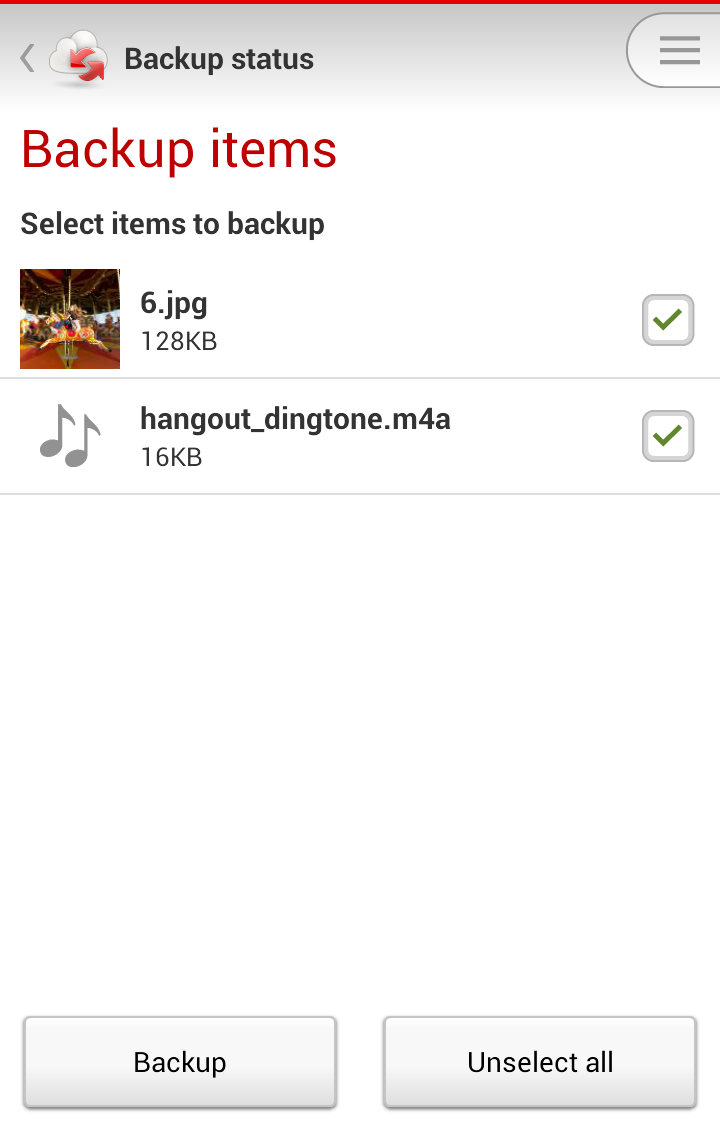 Backup status
Backup items
Select items to backup
6.jpg
128KB
hangout_dingtone.m4a
16KB
Backup
Unselect all